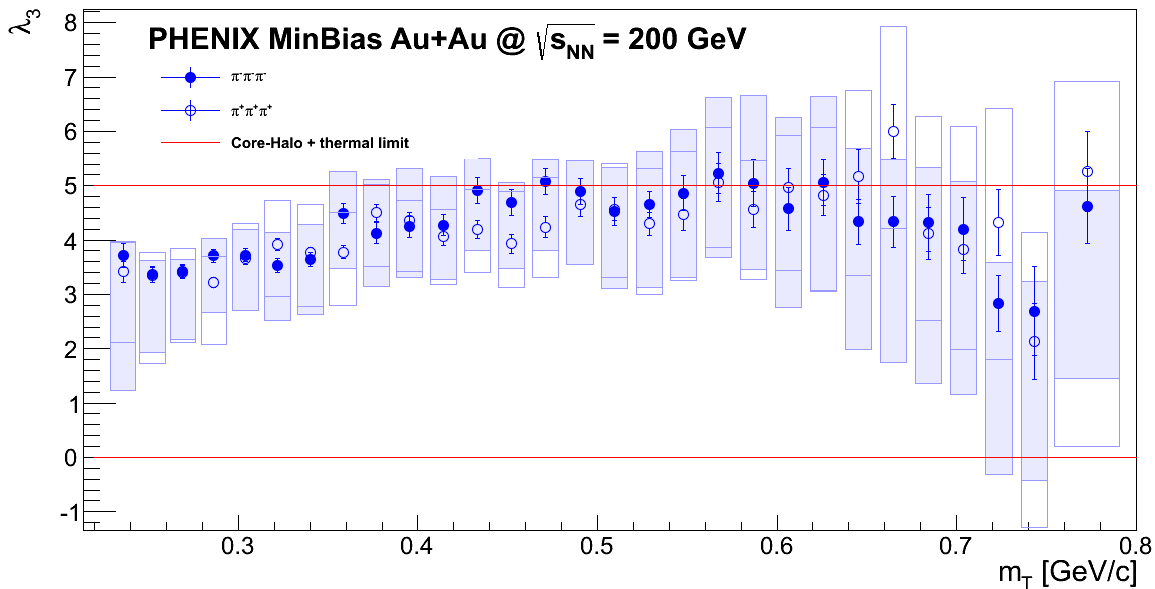 λ₃
PHENIX MinBias Au+Au @ √sNN = 200 GeV
π⁻π⁻π⁻
π⁺π⁺π⁺
Core-Halo + thermal limit
8
7
6
5
4
3
2
1
0
-1
0.3 0.4 0.5 0.6 0.7 0.8
mT [GeV/c]